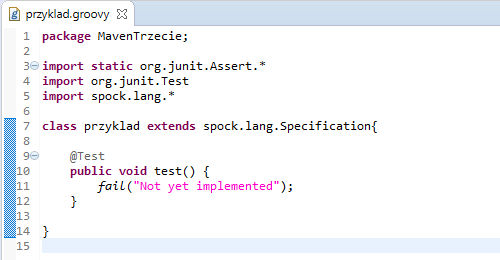 przyklad.groovy
1 package MavenTrzecie;
2
3 import static org.junit.Assert.*
4 import org.junit.Test
5 import spock.lang.*
6
7 class przyklad extends spock.lang.Specification{
8
9 @Test
10 public void test() {
11 fail("Not yet implemented");
12 }
13
14 }
15